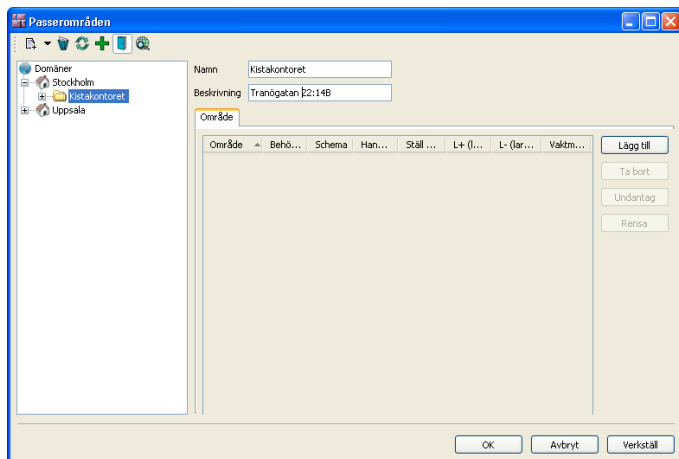 Passerområden
Domäner
Stockholm
Kistakontoret
Uppsala
Namn Kistakontoret
Beskrivning Tranögatan 22:14B
Område
Område Behö... Schema Han... Ställ ... L+ (l... L- (lar... Vaktm...
Lägg till
Ta bort
Undantag
Rensa
OK Avbryt Verkställ